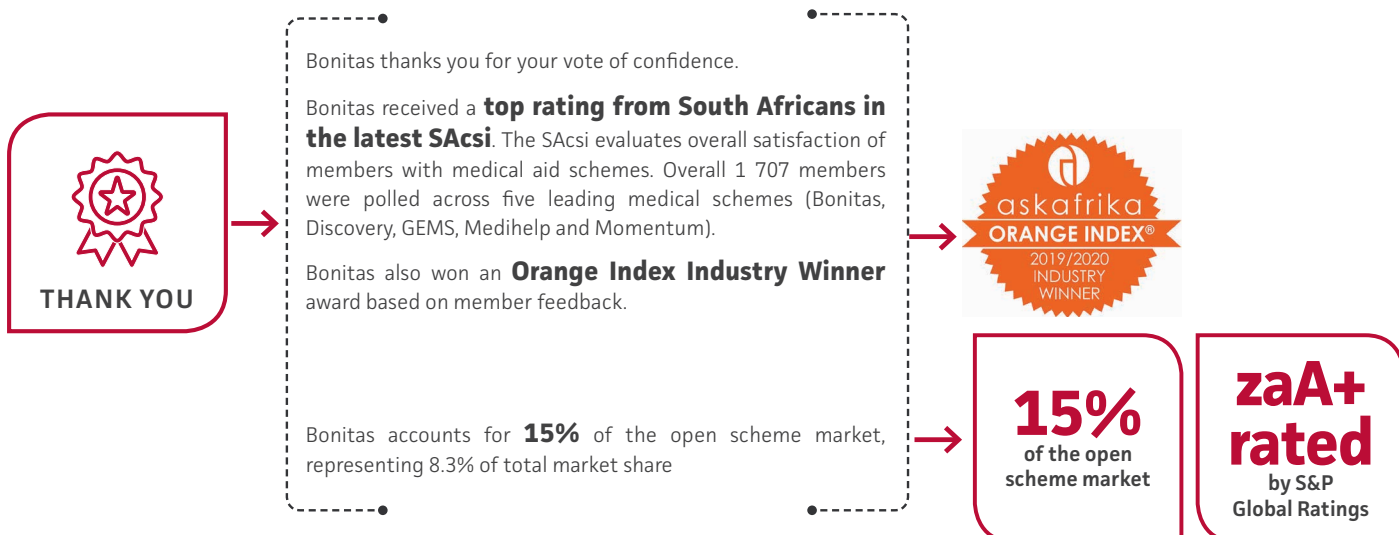 THANK YOU
Bonitas thanks you for your vote of confidence.
Bonitas received a top rating from South Africans in
the latest SAcsi. The SAcsi evaluates overall satisfaction of
members with medical aid schemes. Overall 1 707 members
were polled across five leading medical schemes (Bonitas,
Discovery, GEMS, Medihelp and Momentum).
Bonitas also won an Orange Index Industry Winner
award based on member feedback.
Bonitas accounts for 15% of the open scheme market,
representing 8.3% of total market share
askafrika
ORANGE INDEX®
2019/2020
INDUSTRY
WINNER
15%
of the open
scheme market
zaA+
rated
by S&P
Global Ratings